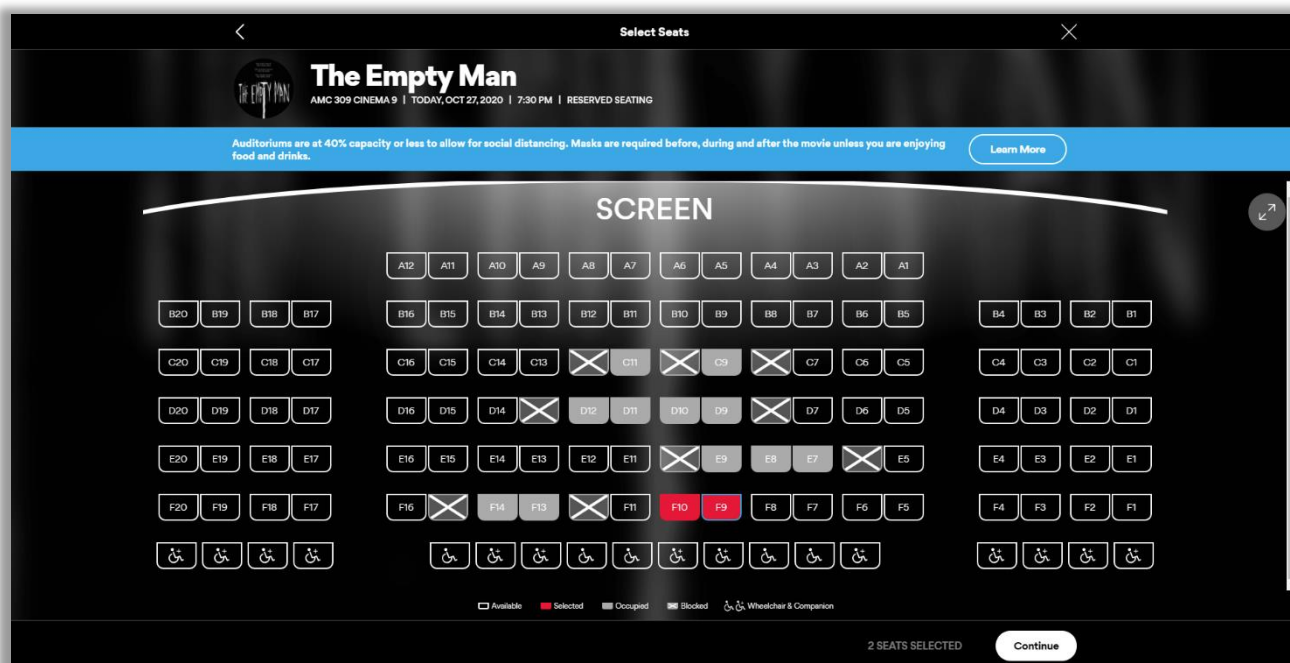 Select Seats
THE EMPTY MAN
The Empty Man
AMC 309 CINEMA 9 | TODAY, OCT 27, 2020 | 7:30 PM | RESERVED SEATING
Auditoriums are at 40% capacity or less to allow for social distancing. Masks are required before, during and after the movie unless you are enjoying
food and drinks.
Learn More
SCREEN
A12 A11 A10 A9 A8 A7 A6 A5 A4 A3 A2 A1
B20 B19 B18 B17 B16 B15 B14 B13 B12 B11 B10 B9 B8 B7 B6 B5 B4 B3 B2 B1
C20 C19 C18 C17 C16 C15 C14 C13 C11 C9 C7 C6 C5 C4 C3 C2 C1
D20 D19 D18 D17 D16 D15 D14 D12 D11 D10 D9 D7 D6 D5 D4 D3 D2 D1
E20 E19 E18 E17 E16 E15 E14 E13 E12 E11 E9 E8 E7 E5 E4 E3 E2 E1
F20 F19 F18 F17 F16 F14 F13 F11 F10 F9 F8 F7 F6 F5 F4 F3 F2 F1
Available Selected Occupied Blocked Wheelchair & Companion
2 SEATS SELECTED
Continue